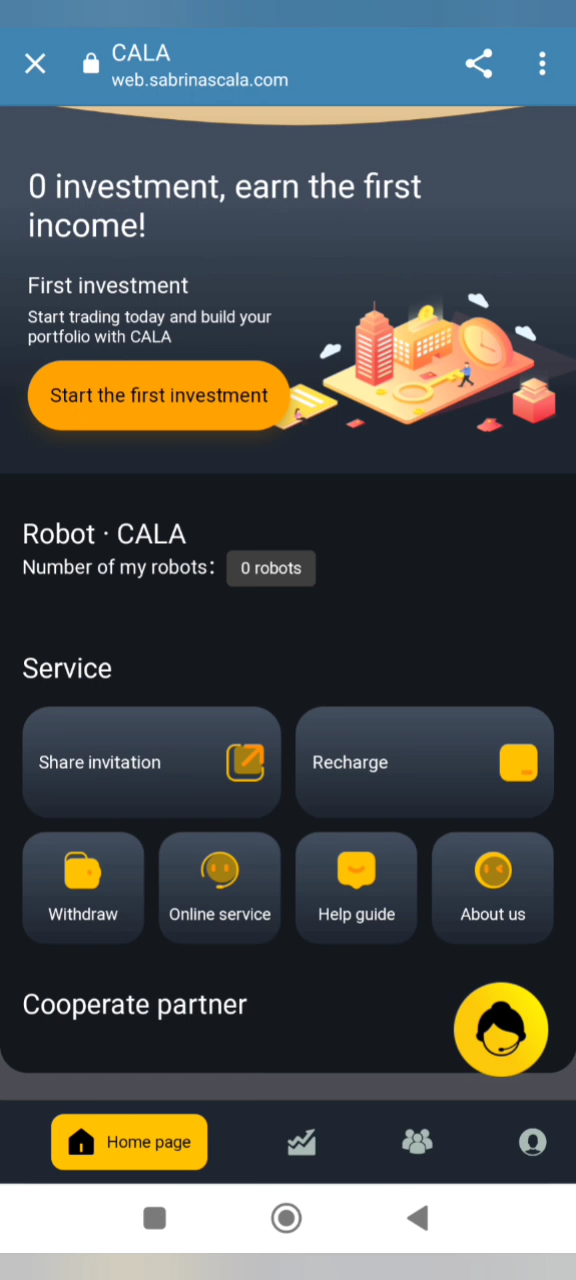 CALA
web.sabrinascala.com
0 investment, earn the first
income!
First investment
Start trading today and build your
portfolio with CALA
Start the first investment
Robot · CALA
Number of my robots： 0 robots
Service
Share invitation
Recharge
Withdraw
Online service
Help guide
About us
Cooperate partner
Home page